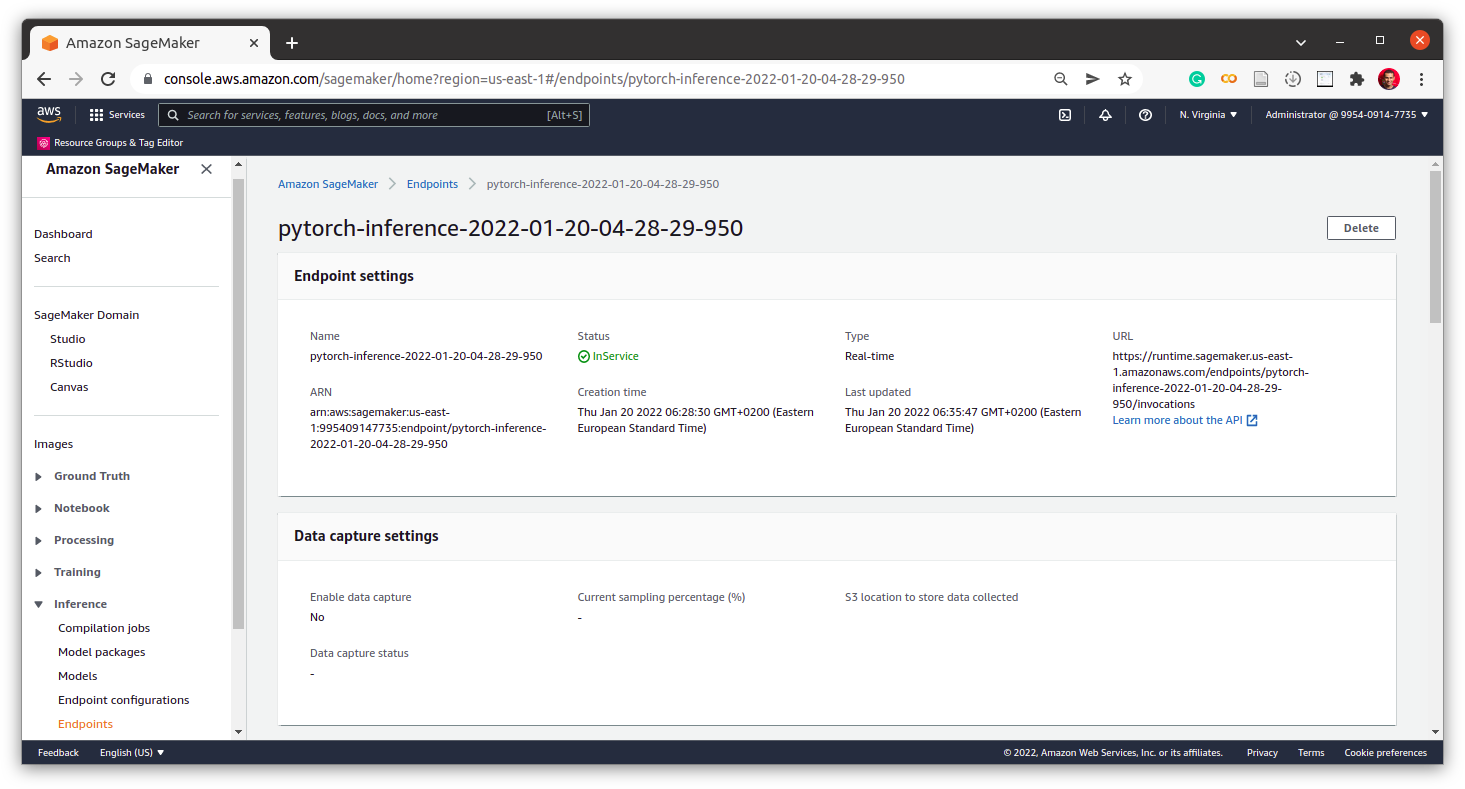 Amazon SageMaker
console.aws.amazon.com/sagemaker/home?region=us-east-1#/endpoints/pytorch-inference-2022-01-20-04-28-29-950
aws
Services
Search for services, features, blogs, docs, and more
[Alt+S]
N. Virginia
Administrator @ 9954-0914-7735
Resource Groups & Tag Editor
Amazon SageMaker
Dashboard
Search
SageMaker Domain
Studio
RStudio
Canvas
Images
Ground Truth
Notebook
Processing
Training
Inference
Compilation jobs
Model packages
Models
Endpoint configurations
Endpoints
Amazon SageMaker
Endpoints
pytorch-inference-2022-01-20-04-28-29-950
pytorch-inference-2022-01-20-04-28-29-950
Delete
Endpoint settings
Name
pytorch-inference-2022-01-20-04-28-29-950
Status
InService
Type
Real-time
URL
https://runtime.sagemaker.us-east-
1.amazonaws.com/endpoints/pytorch-
inference-2022-01-20-04-28-29-
950/invocations
Learn more about the API
ARN
arn:aws:sagemaker:us-east-
1:995409147735:endpoint/pytorch-inference-
2022-01-20-04-28-29-950
Creation time
Thu Jan 20 2022 06:28:30 GMT+0200 (Eastern
European Standard Time)
Last updated
Thu Jan 20 2022 06:35:47 GMT+0200 (Eastern
European Standard Time)
Data capture settings
Enable data capture
No
Current sampling percentage (%)
-
S3 location to store data collected
Data capture status
-
Feedback
English (US)
© 2022, Amazon Web Services, Inc. or its affiliates.
Privacy
Terms
Cookie preferences